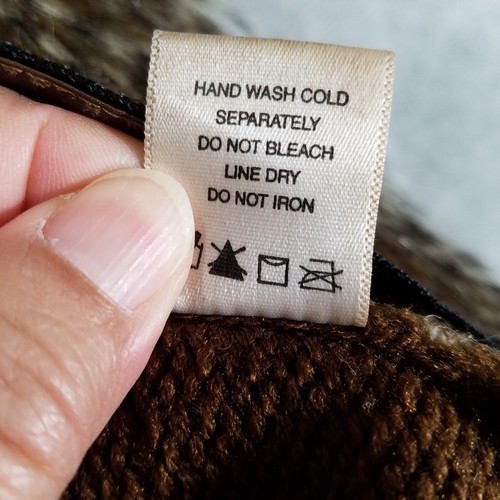 HAND WASH COLD
SEPARATELY
DO NOT BLEACH
LINE DRY
DO NOT IRON